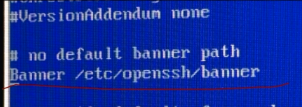 #VersionAddendum none
# no default banner path
Banner /etc/openssh/banner